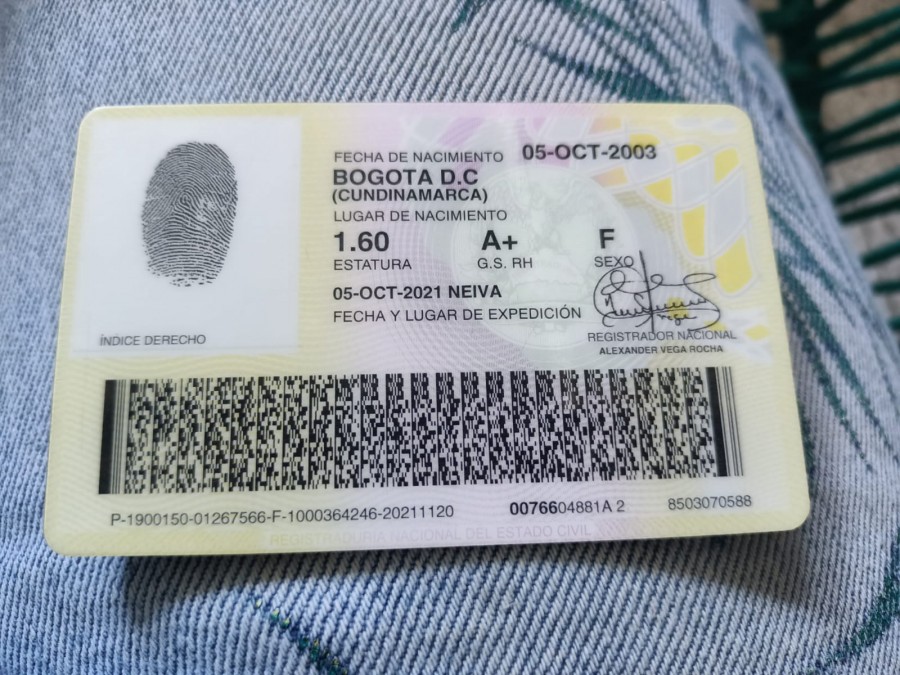 FECHA DE NACIMIENTO 05-OCT-2003
BOGOTA D.C
(CUNDINAMARCA)
LUGAR DE NACIMIENTO
1.60 A+ F
ESTATURA G.S. RH SEXO
05-OCT-2021 NEIVA
FECHA Y LUGAR DE EXPEDICIÓN
ÍNDICE DERECHO
REGISTRADOR NACIONAL
ALEXANDER VEGA ROCHA
P-1900150-01267566-F-1000364246-20211120 0076604881A 2 8503070588
REGISTRADURIA NACIONAL DEL ESTADO CIVIL